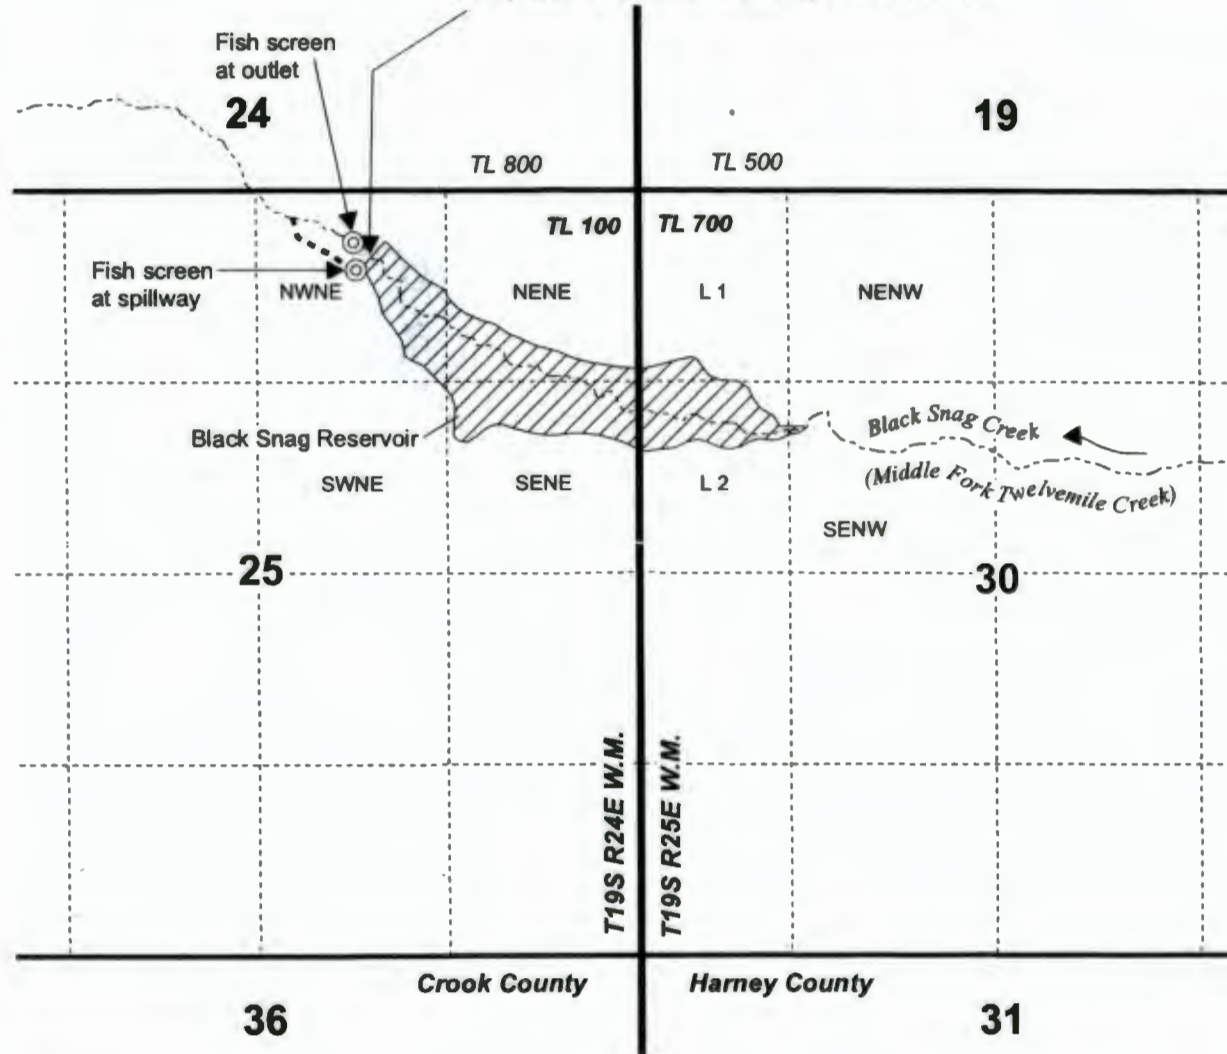 Fish screen
at outlet
24
19
TL 800
TL 500
TL 100
TL 700
Fish screen
at spillway
NWNE
NENE
L 1
NENW
Black Snag Reservoir
Black Snag Creek
(Middle Fork Twelvemile Creek)
SWNE
SENE
L 2
SENW
25
30
T19S R24E W.M.
T19S R25E W.M.
Crook County
Harney County
36
31